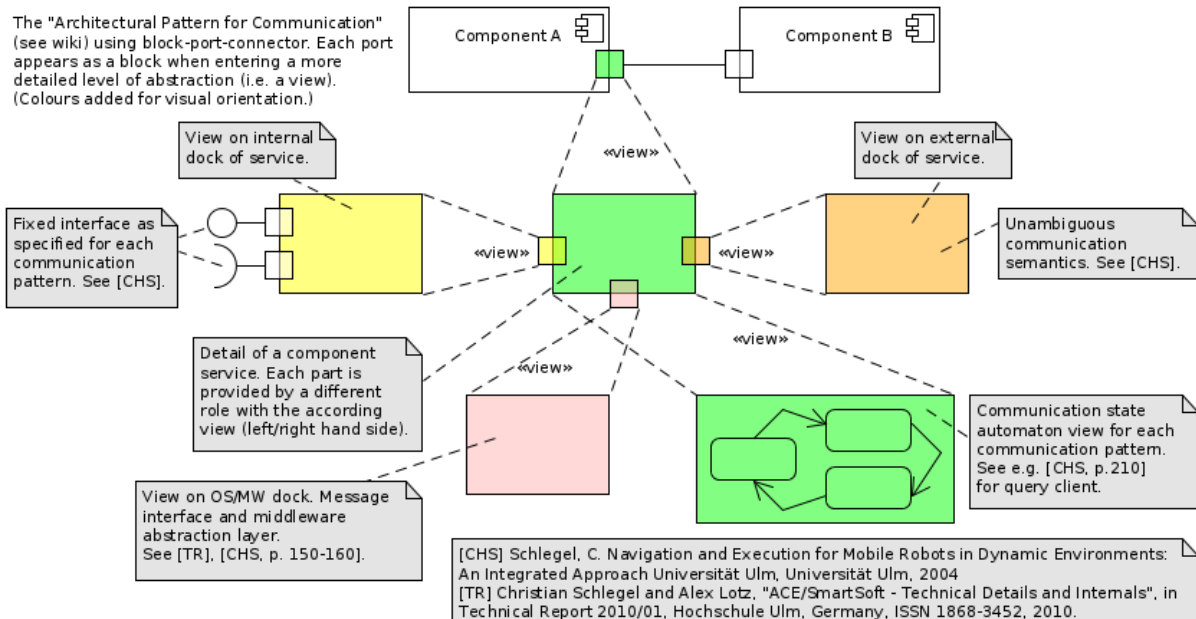 The "Architectural Pattern for Communication"
(see wiki) using block-port-connector. Each port
appears as a block when entering a more
detailed level of abstraction (i.e. a view).
(Colours added for visual orientation.)
Component A
Component B
«view»
View on internal
dock of service.
View on external
dock of service.
Fixed interface as
specified for each
communication
pattern. See [CHS].
«view»
«view»
Unambiguous
communication
semantics. See [CHS].
Detail of a component
service. Each part is
provided by a different
role with the according
view (left/right hand side).
«view»
«view»
Communication state
automaton view for each
communication pattem.
See e.g. [CHS, p.210]
for query client.
View on OS/MW dock. Message
interface and middleware
abstraction layer.
See [TR], [CHS, p. 150-160].
[CHS] Schlegel, C. Navigation and Execution for Mobile Robots in Dynamic Environments:
An Integrated Approach Universität Ulm, Universität Ulm, 2004
[TR] Christian Schlegel and Alex Lotz, "ACE/SmartSoft - Technical Details and Internals", in
Technical Report 2010/01, Hochschule Ulm, Germany, ISSN 1868-3452, 2010.